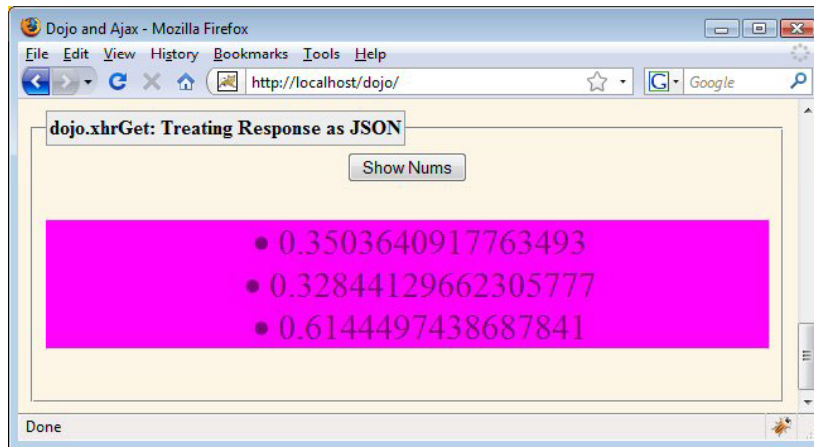 Dojo and Ajax - Mozilla Firefox
File Edit View History Bookmarks Tools Help
http://localhost/dojo/ G Google
dojo.xhrGet: Treating Response as JSON
Show Nums
• 0.3503640917763493
• 0.32844129662305777
• 0.6144497438687841
Done